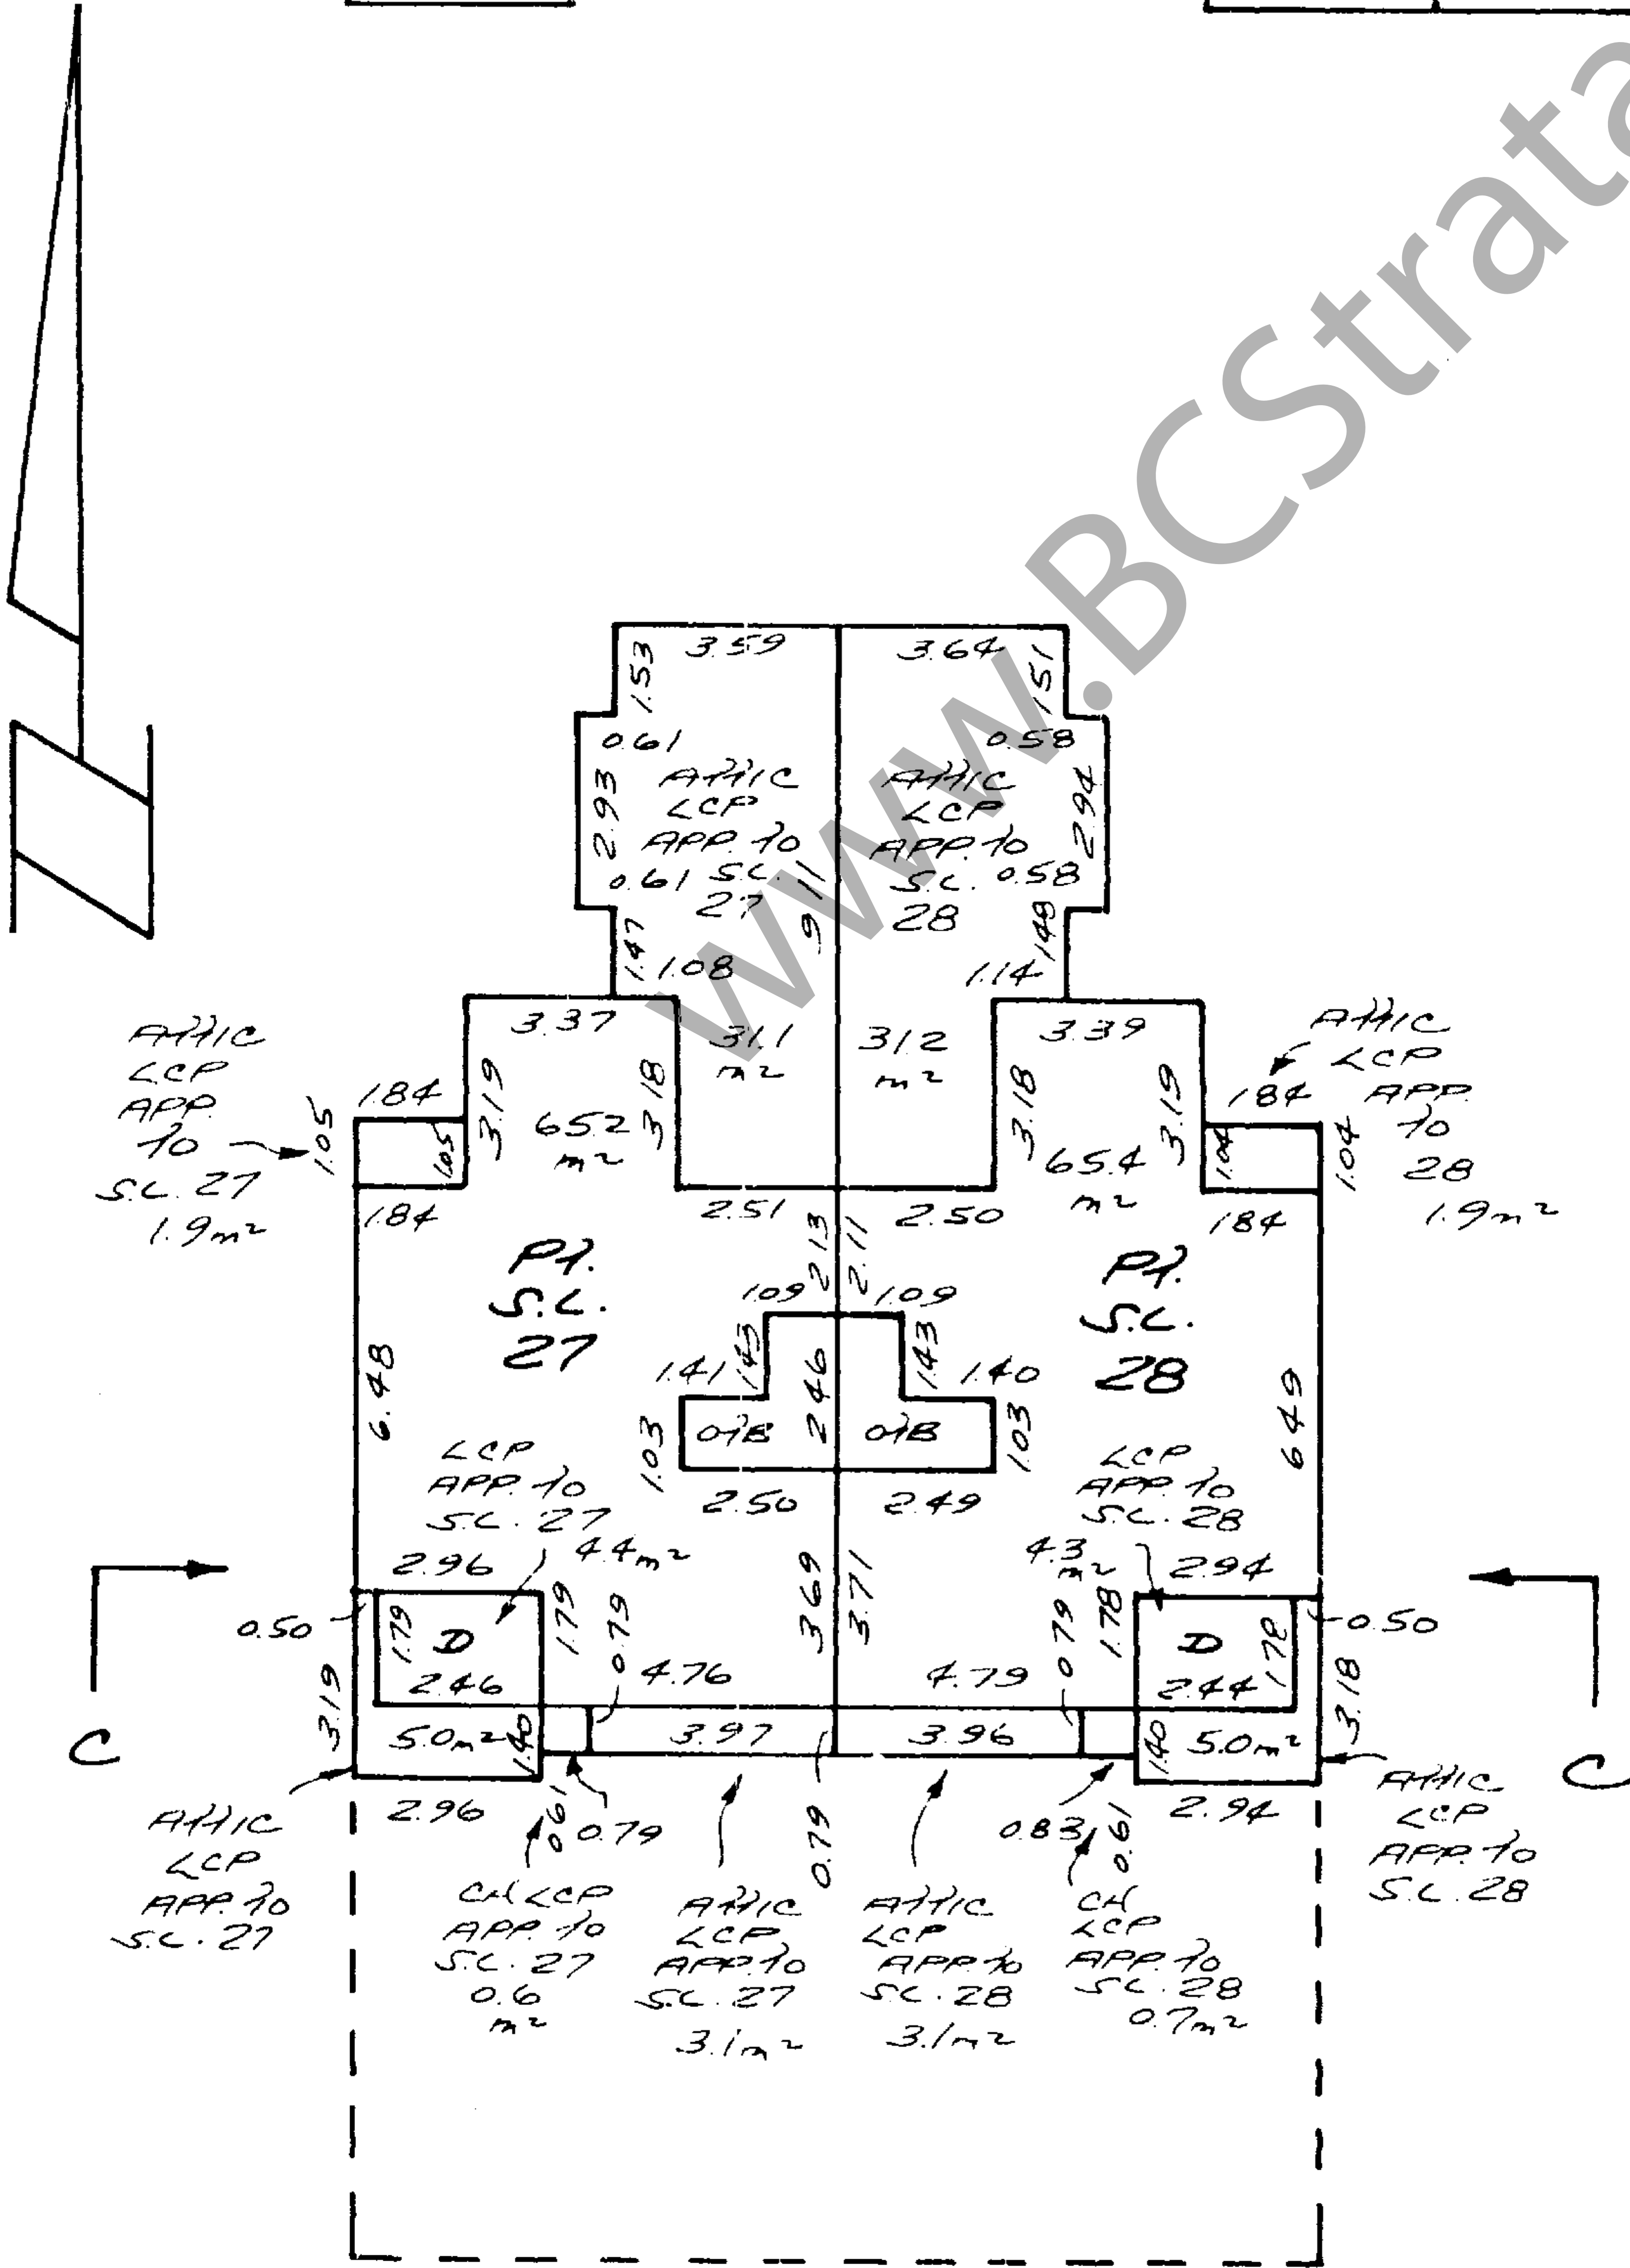 www.BCStrata
3.59
3.64
1.53
1.51
0.61
0.58
ATTIC
LCP
APP. TO
S.L.
27
ATTIC
LCP
APP. TO
S.L.
28
2.93
2.94
0.61
0.58
9.11
1.47
1.08
1.14
1.48
3.37
31.1
m²
31.2
m²
3.39
ATTIC
LCP
APP.
TO
S.L. 27
1.9m²
ATTIC
LCP
APP.
TO
28
1.9m²
1.84
1.05
1.05
3.19
65.2
m²
3.18
3.18
65.4
m²
3.19
1.84
1.04
1.04
1.84
2.51
2.50
1.84
2.13
2.11
Pt.
S.L.
27
Pt.
S.L.
28
1.09
1.09
1.43
1.43
1.41
2.46
1.40
6.48
6.49
1.03
OTB
OTB
1.03
2.50
2.49
LCP
APP. TO
S.L. 27
4.4m²
LCP
APP. TO
S.L. 28
4.3
m²
2.96
2.94
0.50
1.79
D
1.79
0.79
3.69
3.71
0.79
1.78
D
1.78
0.50
2.46
4.76
4.79
2.44
3.19
3.18
C
5.0m²
1.40
3.97
3.96
1.40
5.0m²
C
2.96
0.61
0.79
0.79
0.83
0.61
2.94
ATTIC
LCP
APP. TO
S.L. 27
CH LCP
APP. TO
S.L. 27
0.6
m²
ATTIC
LCP
APP. TO
S.L. 27
3.1m²
ATTIC
LCP
APP. TO
S.L. 28
3.1m²
CH
LCP
APP. TO
S.L. 28
0.7m²
ATTIC
LCP
APP. TO
S.L. 28